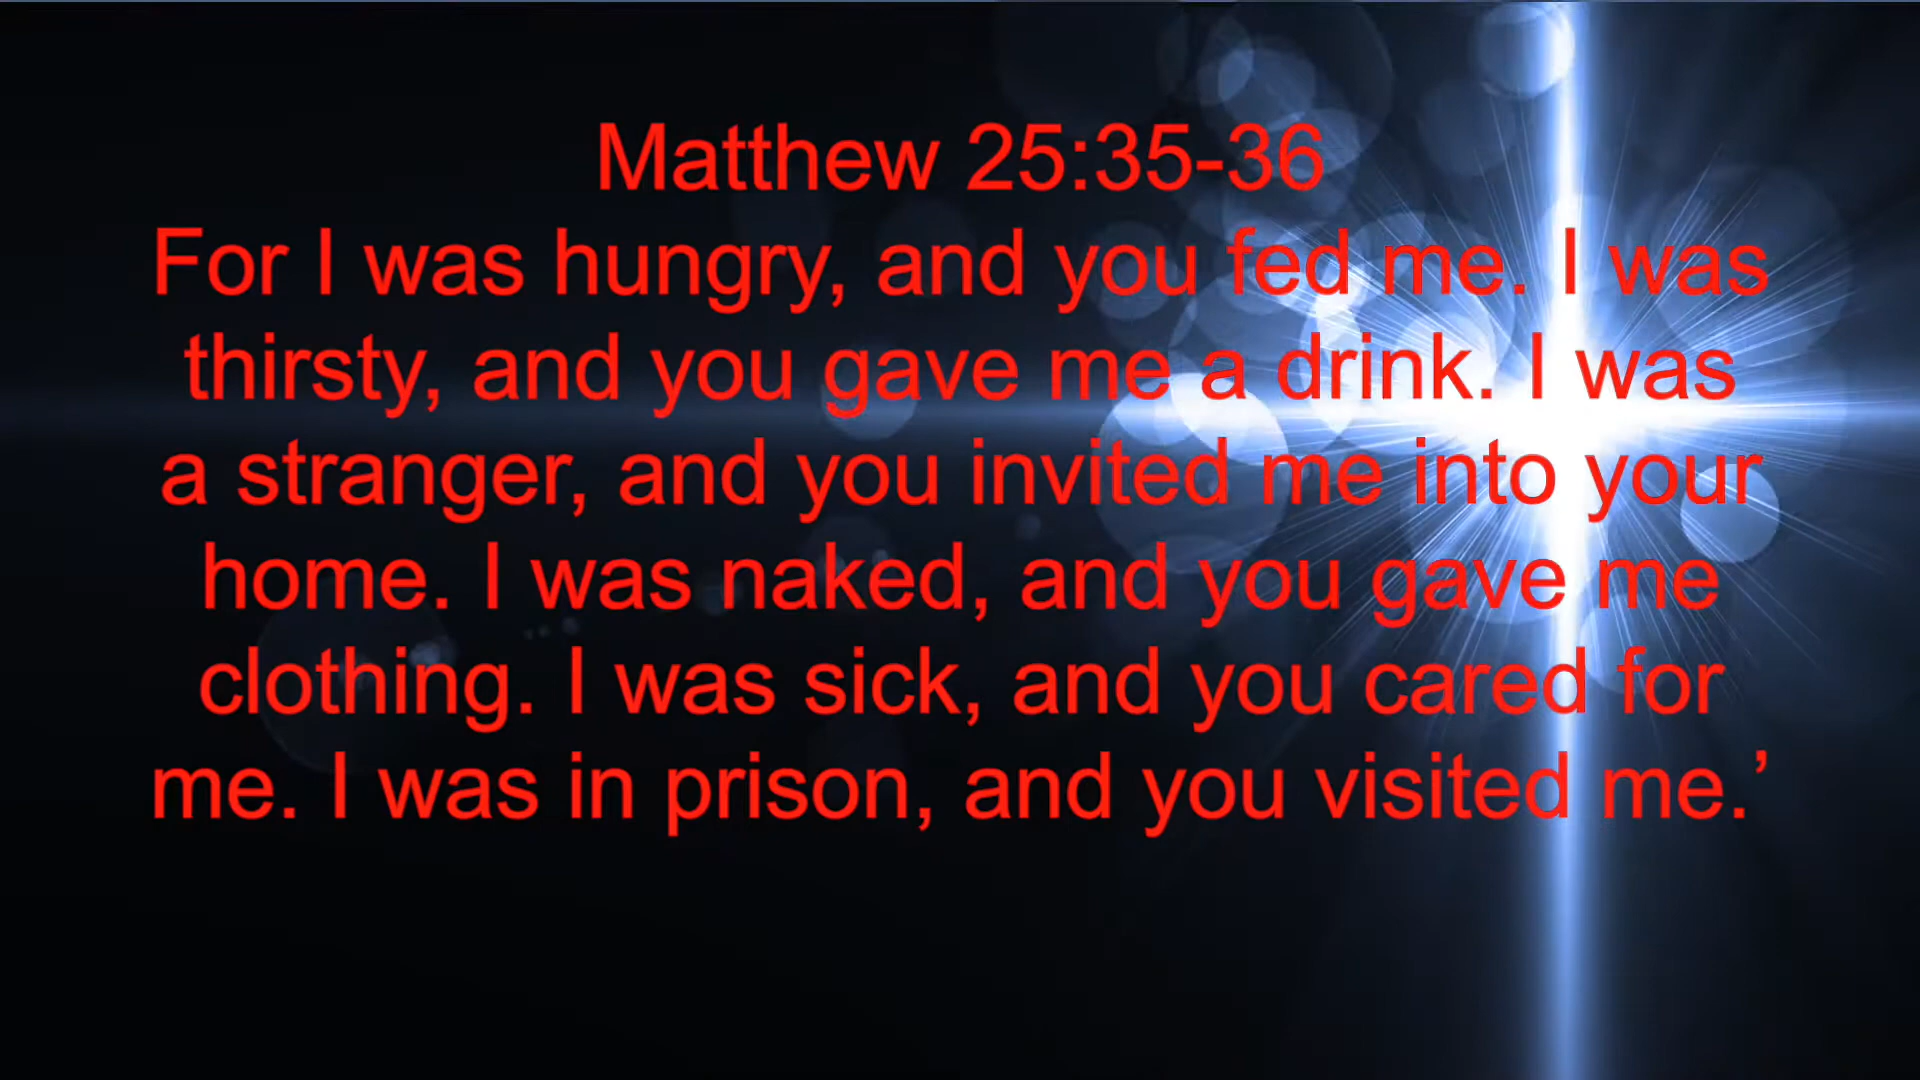 Matthew 25:35-36
For I was hungry, and you fed me. I was
thirsty, and you gave me a drink. I was
a stranger, and you invited me into your
home. I was naked, and you gave me
clothing. I was sick, and you cared for
me. I was in prison, and you visited me.’